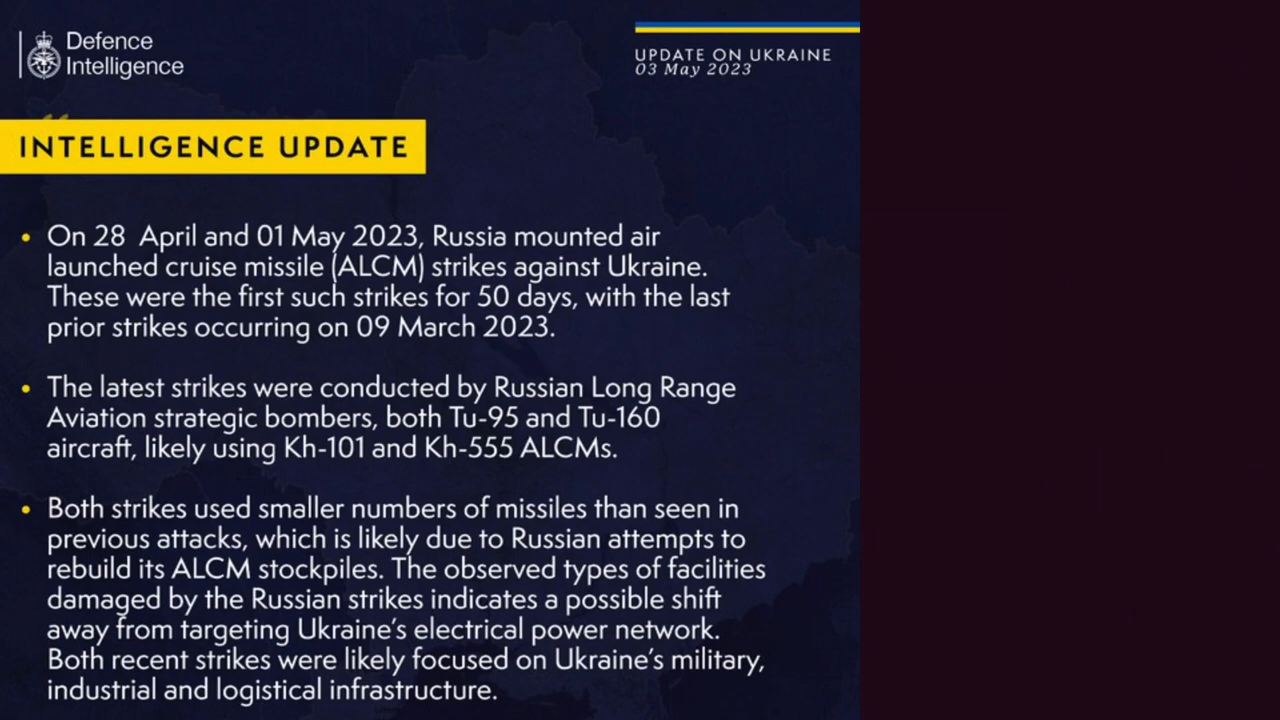 Defence
Intelligence
UPDATE ON UKRAINE
03 May 2023
INTELLIGENCE UPDATE
• On 28 April and 01 May 2023, Russia mounted air
launched cruise missile (ALCM) strikes against Ukraine.
These were the first such strikes for 50 days, with the last
prior strikes occurring on 09 March 2023.
• The latest strikes were conducted by Russian Long Range
Aviation strategic bombers, both Tu-95 and Tu-160
aircraft, likely using Kh-101 and Kh-555 ALCMs.
• Both strikes used smaller numbers of missiles than seen in
previous attacks, which is likely due to Russian attempts to
rebuild its ALCM stockpiles. The observed types of facilities
damaged by the Russian strikes indicates a possible shift
away from targeting Ukraine’s electrical power network.
Both recent strikes were likely focused on Ukraine’s military,
industrial and logistical infrastructure.